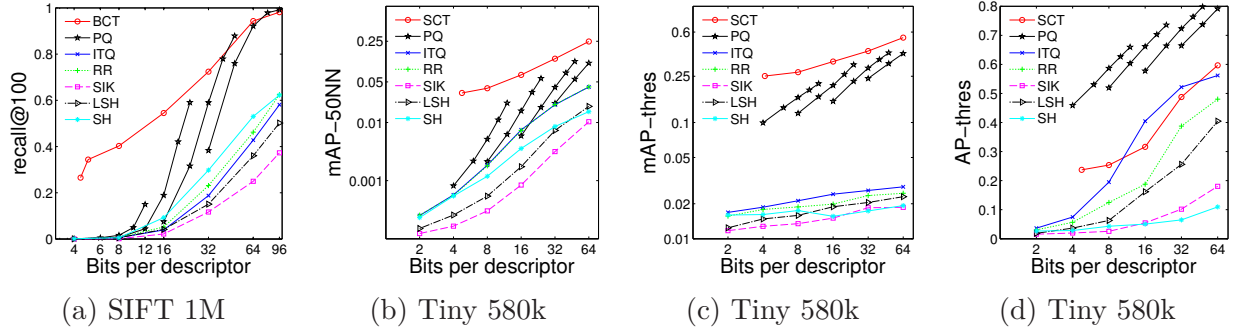 1
0.8
0.6
0.4
0.2
0
recall@100
BCT
PQ
ITQ
RR
SIK
LSH
SH
4 6 8 12 16 32 64 96
Bits per descriptor
(a) SIFT 1M
0.25
0.05
0.01
0.001
mAP−50NN
SCT
PQ
ITQ
RR
SIK
LSH
SH
2 4 8 16 32 64
Bits per descriptor
(b) Tiny 580k
0.6
0.25
0.1
0.05
0.02
0.01
mAP−thres
SCT
PQ
ITQ
RR
SIK
LSH
SH
2 4 8 16 32 64
Bits per descriptor
(c) Tiny 580k
0.8
0.7
0.6
0.5
0.4
0.3
0.2
0.1
0
AP−thres
SCT
PQ
ITQ
RR
SIK
LSH
SH
2 4 8 16 32 64
Bits per descriptor
(d) Tiny 580k